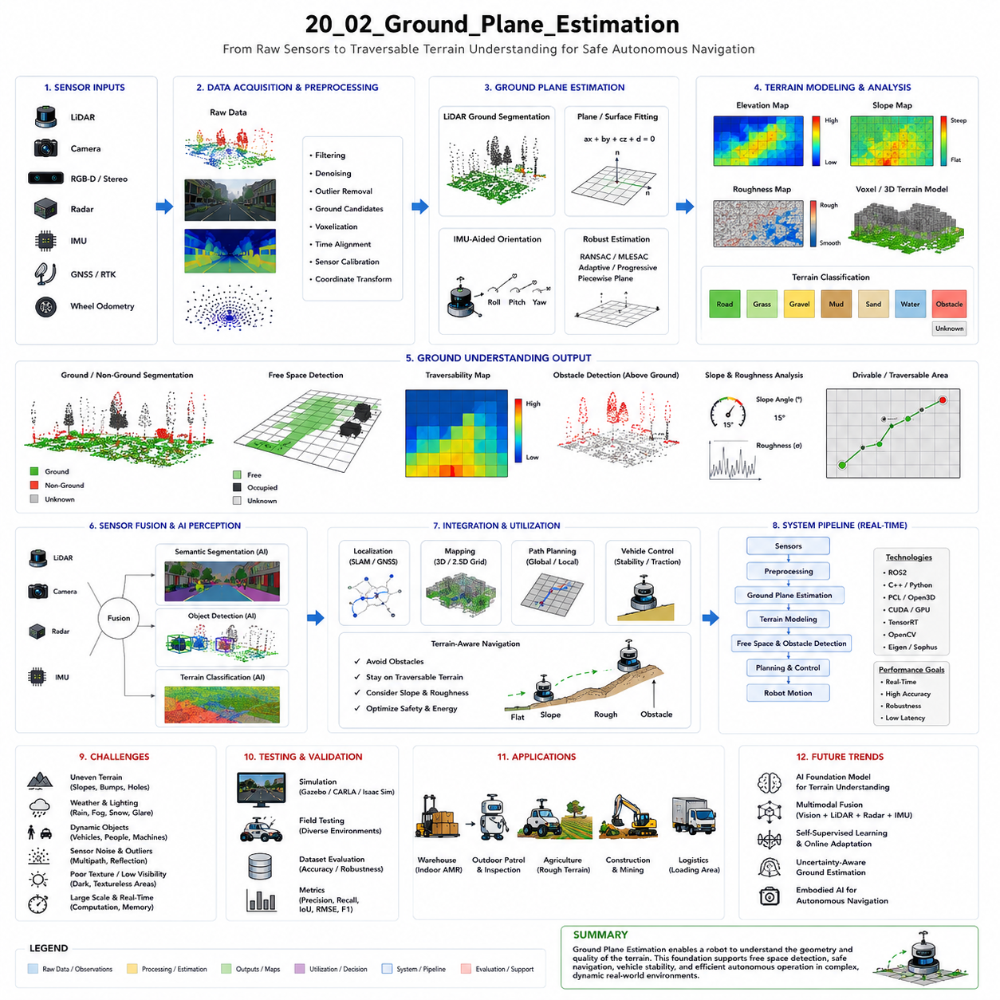 20_02_Ground_Plane_Estimation
From Raw Sensors to Traversable Terrain Understanding for Safe Autonomous Navigation
1. SENSOR INPUTS
LiDAR
Camera
RGB-D / Stereo
Radar
IMU
GNSS / RTK
Wheel Odometry
2. DATA ACQUISITION & PREPROCESSING
Raw Data
• Filtering
• Denoising
• Outlier Removal
• Ground Candidates
• Voxelization
• Time Alignment
• Sensor Calibration
• Coordinate Transform
3. GROUND PLANE ESTIMATION
LiDAR Ground Segmentation
Plane / Surface Fitting
ax + by + cz + d = 0
n
n
IMU-Aided Orientation
Roll Pitch Yaw
Robust Estimation
RANSAC / MLESAC
Adaptive / Progressive
Piecewise Plane
4. TERRAIN MODELING & ANALYSIS
Elevation Map
High
Low
Slope Map
Steep
Flat
Roughness Map
Rough
Smooth
Voxel / 3D Terrain Model
Terrain Classification
Road
Grass
Gravel
Mud
Sand
Water
Obstacle
Unknown
5. GROUND UNDERSTANDING OUTPUT
Ground / Non-Ground Segmentation
Ground
Non-Ground
Unknown
Free Space Detection
Free
Occupied
Unknown
Traversability Map
High
Low
Obstacle Detection (Above Ground)
Slope & Roughness Analysis
15°
Slope Angle (°)
15°
Roughness (σ)
Drivable / Traversable Area
6. SENSOR FUSION & AI PERCEPTION
LiDAR
Camera
Radar
IMU
Fusion
Semantic Segmentation (AI)
Object Detection (AI)
Terrain Classification (AI)
7. INTEGRATION & UTILIZATION
Localization
(SLAM / GNSS)
Mapping
(3D / 2.5D Grid)
Path Planning
(Global / Local)
Vehicle Control
(Stability / Traction)
Terrain-Aware Navigation
✓ Avoid Obstacles
✓ Stay on Traversable Terrain
✓ Consider Slope & Roughness
✓ Optimize Safety & Energy
Flat
Slope
Rough
Obstacle
8. SYSTEM PIPELINE (REAL-TIME)
Sensors
Preprocessing
Ground Plane Estimation
Terrain Modeling
Free Space & Obstacle Detection
Planning & Control
Robot Motion
Technologies
• ROS2
• C++ / Python
• PCL / Open3D
• CUDA / GPU
• TensorRT
• OpenCV
• Eigen / Sophus
Performance Goals
• Real-Time
• High Accuracy
• Robustness
• Low Latency
9. CHALLENGES
Uneven Terrain
(Slopes, Bumps, Holes)
Weather & Lighting
(Rain, Fog, Snow, Glare)
Dynamic Objects
(Vehicles, People, Machines)
Sensor Noise & Outliers
(Multipath, Reflection)
Poor Texture / Low Visibility
(Dark, Textureless Areas)
Large Scale & Real-Time
(Computation, Memory)
10. TESTING & VALIDATION
Simulation
(Gazebo / CARLA / Isaac Sim)
Field Testing
(Diverse Environments)
Dataset Evaluation
(Accuracy / Robustness)
Metrics
(Precision, Recall,
IoU, RMSE, F1)
11. APPLICATIONS
Warehouse
(Indoor AMR)
Outdoor Patrol
& Inspection
Agriculture
(Rough Terrain)
Construction
& Mining
Logistics
(Loading Area)
12. FUTURE TRENDS
AI Foundation Model
for Terrain Understanding
Multimodal Fusion
(Vision + LiDAR + Radar + IMU)
Self-Supervised Learning
& Online Adaptation
Uncertainty-Aware
Ground Estimation
Embodied AI for
Autonomous Navigation
LEGEND
Raw Data / Observations
Processing / Estimation
Outputs / Maps
Utilization / Decision
System / Pipeline
Evaluation / Support
SUMMARY
Ground Plane Estimation enables a robot to understand the geometry and
quality of the terrain. This foundation supports free space detection, safe
navigation, vehicle stability, and efficient autonomous operation in complex,
dynamic real-world environments.